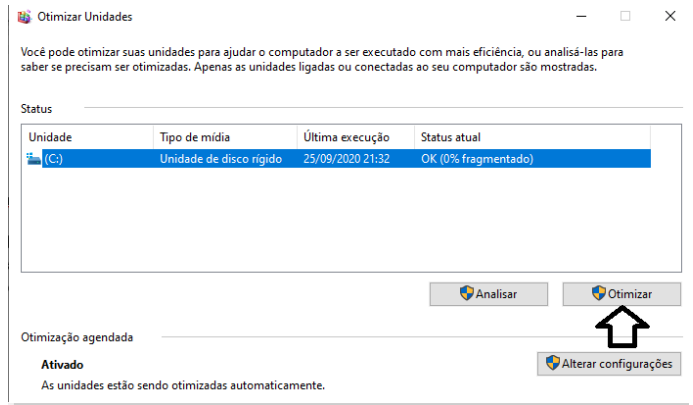 Otimizar Unidades
Você pode otimizar suas unidades para ajudar o computador a ser executado com mais eficiência, ou analisá-las para
saber se precisam ser otimizadas. Apenas as unidades ligadas ou conectadas ao seu computador são mostradas.
Status
Unidade Tipo de mídia Última execução Status atual
(C:) Unidade de disco rígido 25/09/2020 21:32 OK (0% fragmentado)
Analisar Otimizar
Otimização agendada
Ativado Alterar configurações
As unidades estão sendo otimizadas automaticamente.